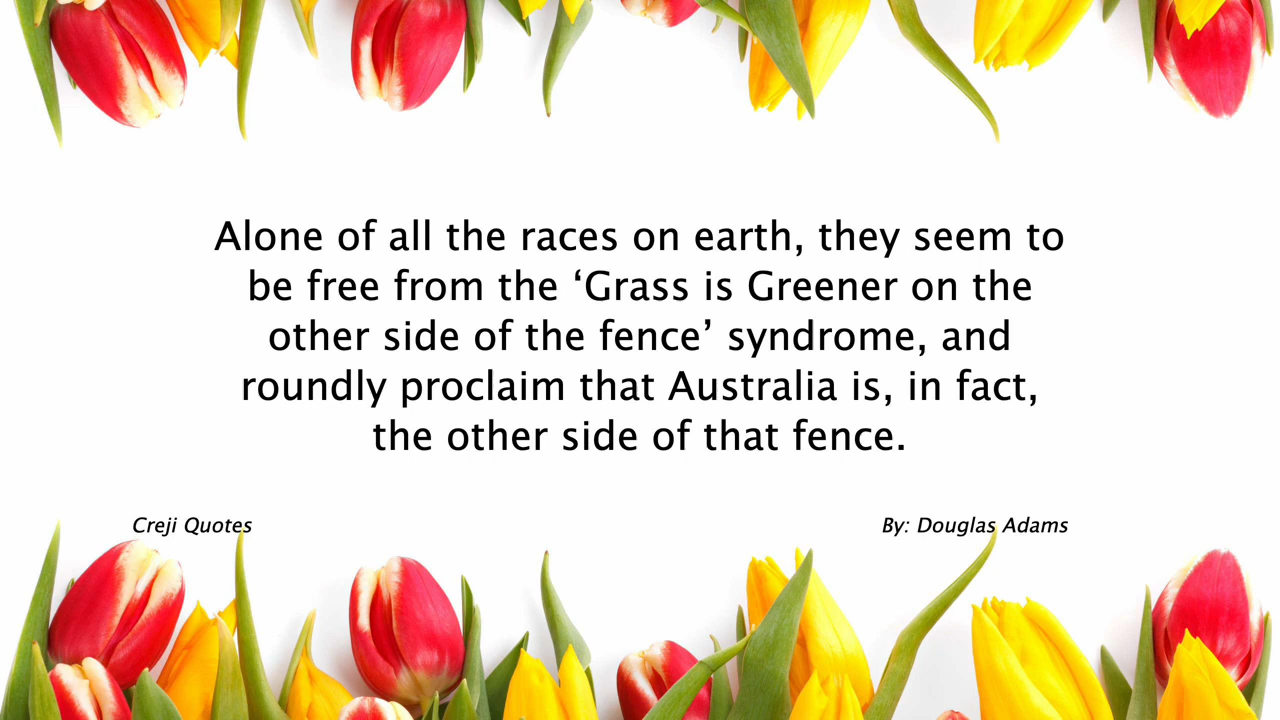 Alone of all the races on earth, they seem to
be free from the ‘Grass is Greener on the
other side of the fence’ syndrome, and
roundly proclaim that Australia is, in fact,
the other side of that fence.
Creji Quotes
By: Douglas Adams